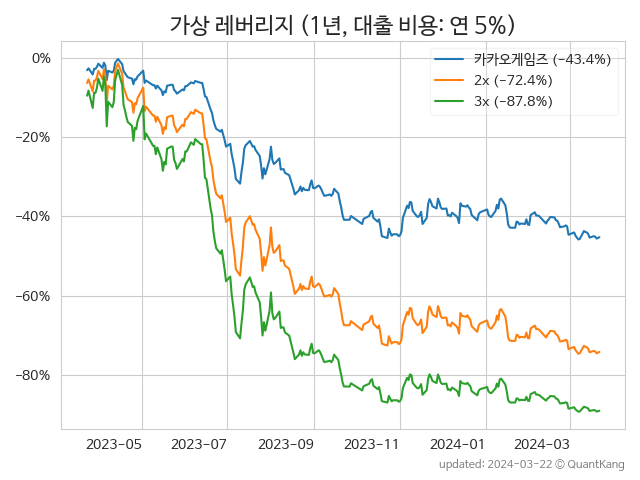 가상 레버리지 (1년, 대출 비용: 연 5%)
카카오게임즈 (−43.4%)
2x (−72.4%)
3x (−87.8%)
0%
−20%
−40%
−60%
−80%
2023-05 2023-07 2023-09 2023-11 2024-01 2024-03
updated: 2024-03-22 © QuantKang